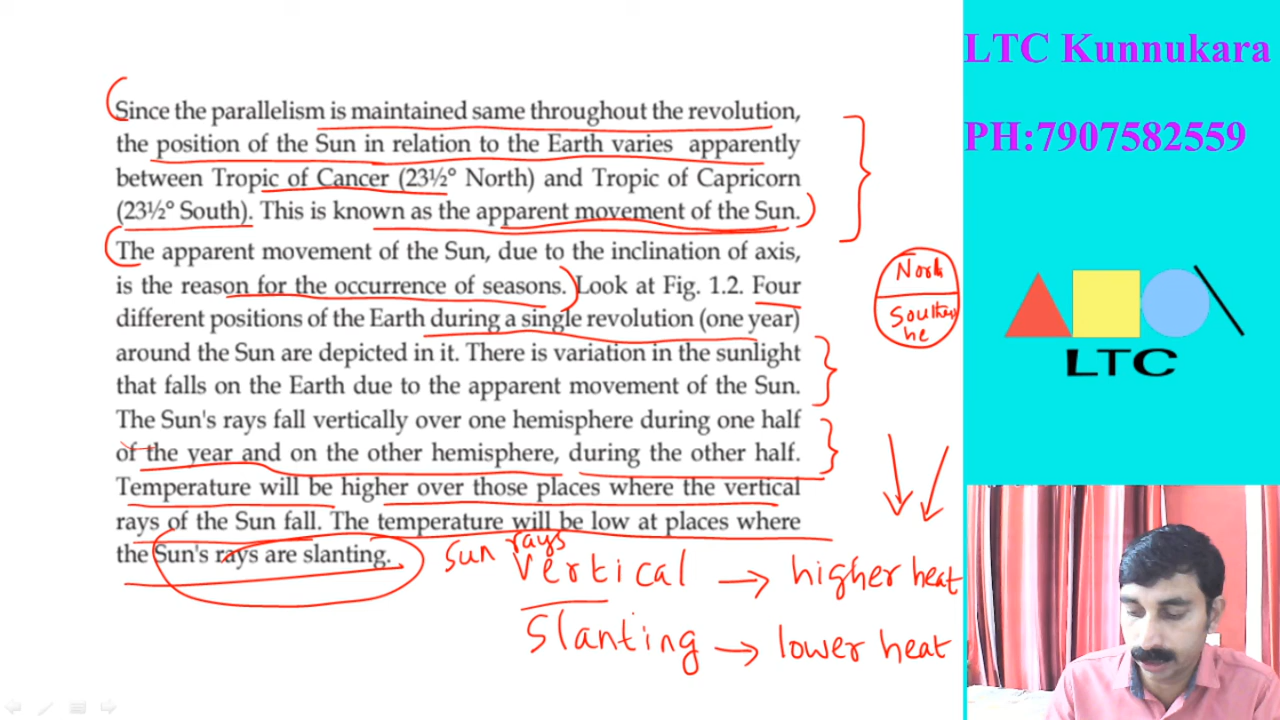 Since the parallelism is maintained same throughout the revolution,
the position of the Sun in relation to the Earth varies apparently
between Tropic of Cancer (23½° North) and Tropic of Capricorn
(23½° South). This is known as the apparent movement of the Sun.
The apparent movement of the Sun, due to the inclination of axis,
is the reason for the occurrence of seasons. Look at Fig. 1.2. Four
different positions of the Earth during a single revolution (one year)
around the Sun are depicted in it. There is variation in the sunlight
that falls on the Earth due to the apparent movement of the Sun.
The Sun's rays fall vertically over one hemisphere during one half
of the year and on the other hemisphere, during the other half.
Temperature will be higher over those places where the vertical
rays of the Sun fall. The temperature will be low at places where
the Sun's rays are slanting.
Sun rays
Vertical → higher heat
Slanting → lower heat
he
LTC Kunnukara
PH:7907582559
LTC